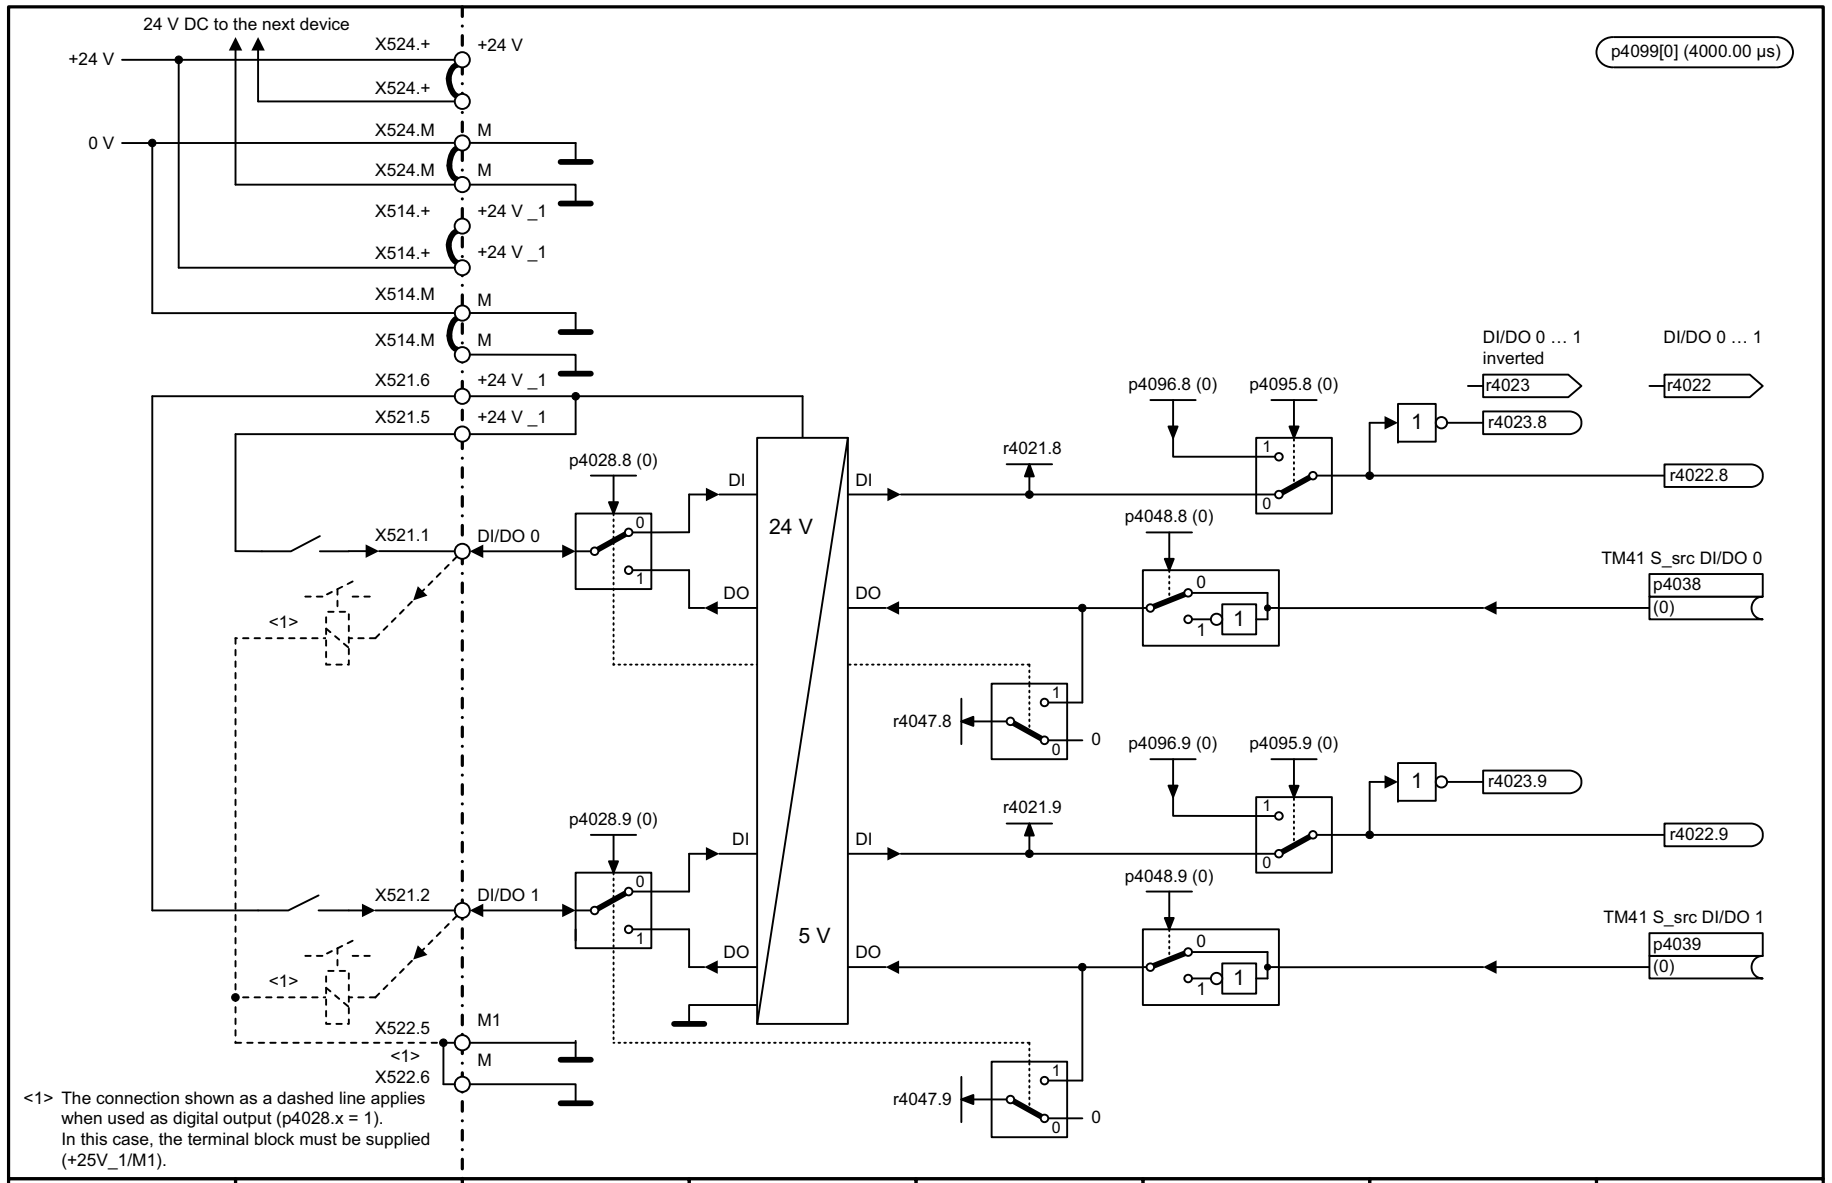 24 V DC to the next device
X524.+ +24 V
+24 V
p4099[0] (4000.00 µs)
X524.+
X524.M M
0 V
X524.M M
X514.+ +24 V _1
X514.+ +24 V _1
X514.M M
X514.M M
DI/DO 0 … 1 DI/DO 0 … 1
inverted
X521.6 +24 V _1
p4096.8 (0) p4095.8 (0) r4023 r4022
X521.5 +24 V _1
1 r4023.8
1
r4021.8
p4028.8 (0)
DI DI
r4022.8
0
p4048.8 (0)
24 V
0
X521.1 DI/DO 0
TM41 S_src DI/DO 0
1
0
p4038
DO DO
(0)
<1>
1 1
1
r4047.8
0 0
p4096.9 (0) p4095.9 (0)
1 r4023.9
1
r4021.9
p4028.9 (0)
DI DI
r4022.9
0
p4048.9 (0)
0
X521.2 DI/DO 1
TM41 S_src DI/DO 1
1
5 V
0
p4039
DO DO
(0)
<1>
1 1
X522.5 M1
<1> M
X522.6
1
r4047.9
0 0
<1> The connection shown as a dashed line applies
when used as digital output (p4028.x = 1).
In this case, the terminal block must be supplied
(+25V_1/M1).